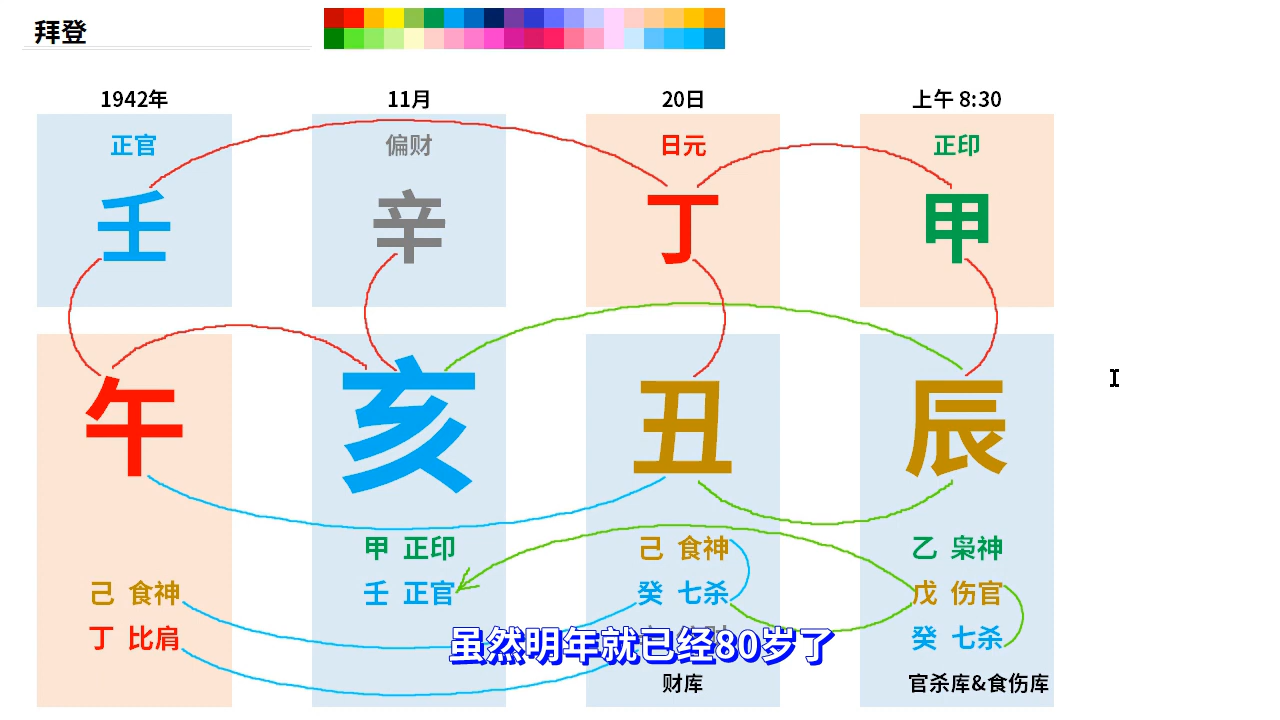 拜登
1942年 11月 20日 上午 8:30
正官 偏财 日元 正印
壬 辛 丁 甲
午 亥 丑 辰
甲 正印 己 食神 乙 枭神
己 食神 壬 正官 癸 七杀 戊 伤官
丁 比肩 癸 七杀
虽然明年就已经80岁了
财库 官杀库&食伤库